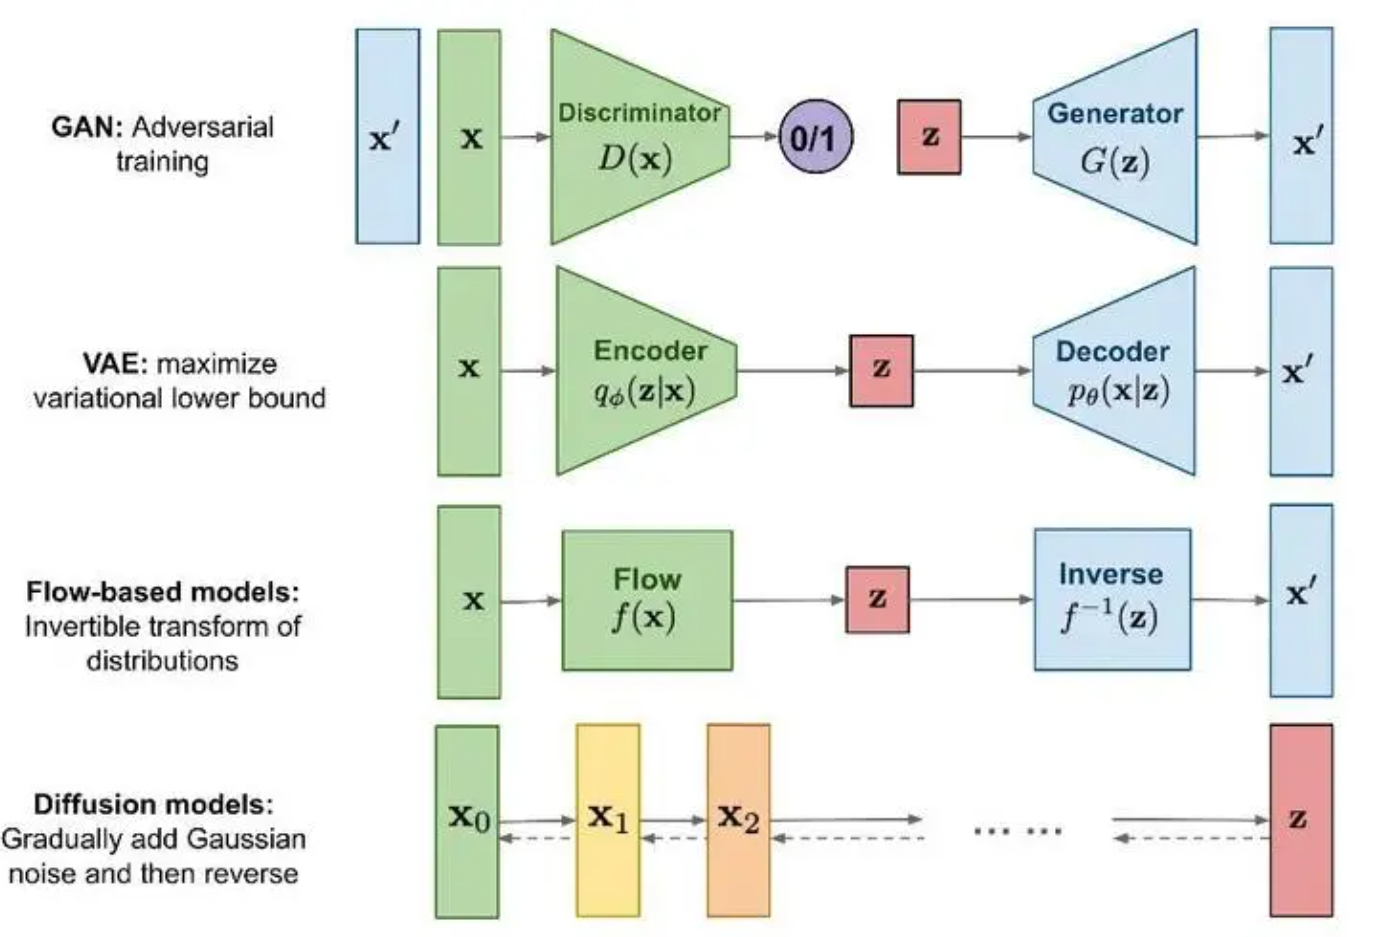 GAN: Adversarial
training
x′
x
Discriminator
D(x)
0/1
z
Generator
G(z)
x′
VAE: maximize
variational lower bound
x
Encoder
qϕ(z|x)
z
Decoder
pθ(x|z)
x′
Flow-based models:
Invertible transform of
distributions
x
Flow
f(x)
z
Inverse
f⁻¹(z)
x′
Diffusion models:
Gradually add Gaussian
noise and then reverse
x₀
x₁
x₂
... ...
z